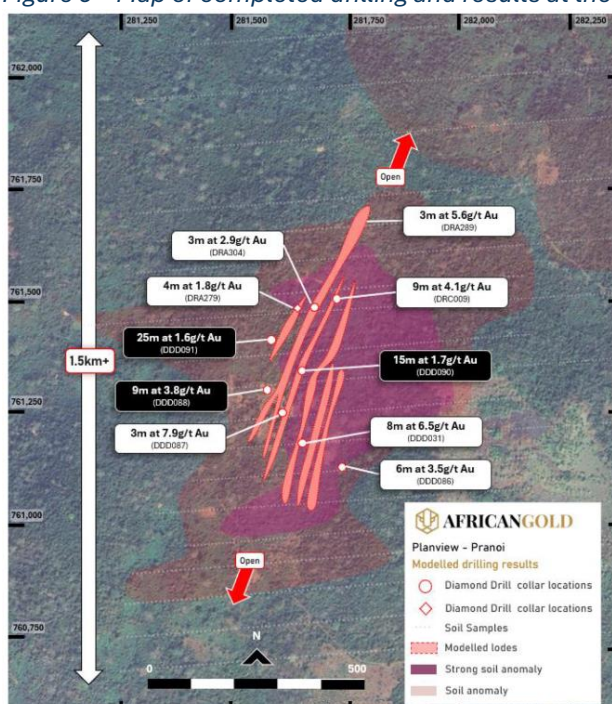 Figure 3 - Map of completed drilling and results at the
281,250
281,500
281,750
282,000
282,250
762,000
761,750
761,500
761,250
761,000
760,750
1.5km+
Open
3m at 5.6g/t Au
(DRA289)
3m at 2.9g/t Au
(DRA304)
4m at 1.8g/t Au
(DRA279)
9m at 4.1g/t Au
(DRC009)
25m at 1.6g/t Au
(DDD091)
15m at 1.7g/t Au
(DDD090)
9m at 3.8g/t Au
(DDD088)
3m at 7.9g/t Au
(DDD087)
8m at 6.5g/t Au
(DDD031)
6m at 3.5g/t Au
(DDD086)
Open
N
0
500
AFRICANGOLD
Planview - Pranoi
Modelled drilling results
Diamond Drill collar locations
Diamond Drill collar locations
Soil Samples
Modelled lodes
Strong soil anomaly
Soil anomaly